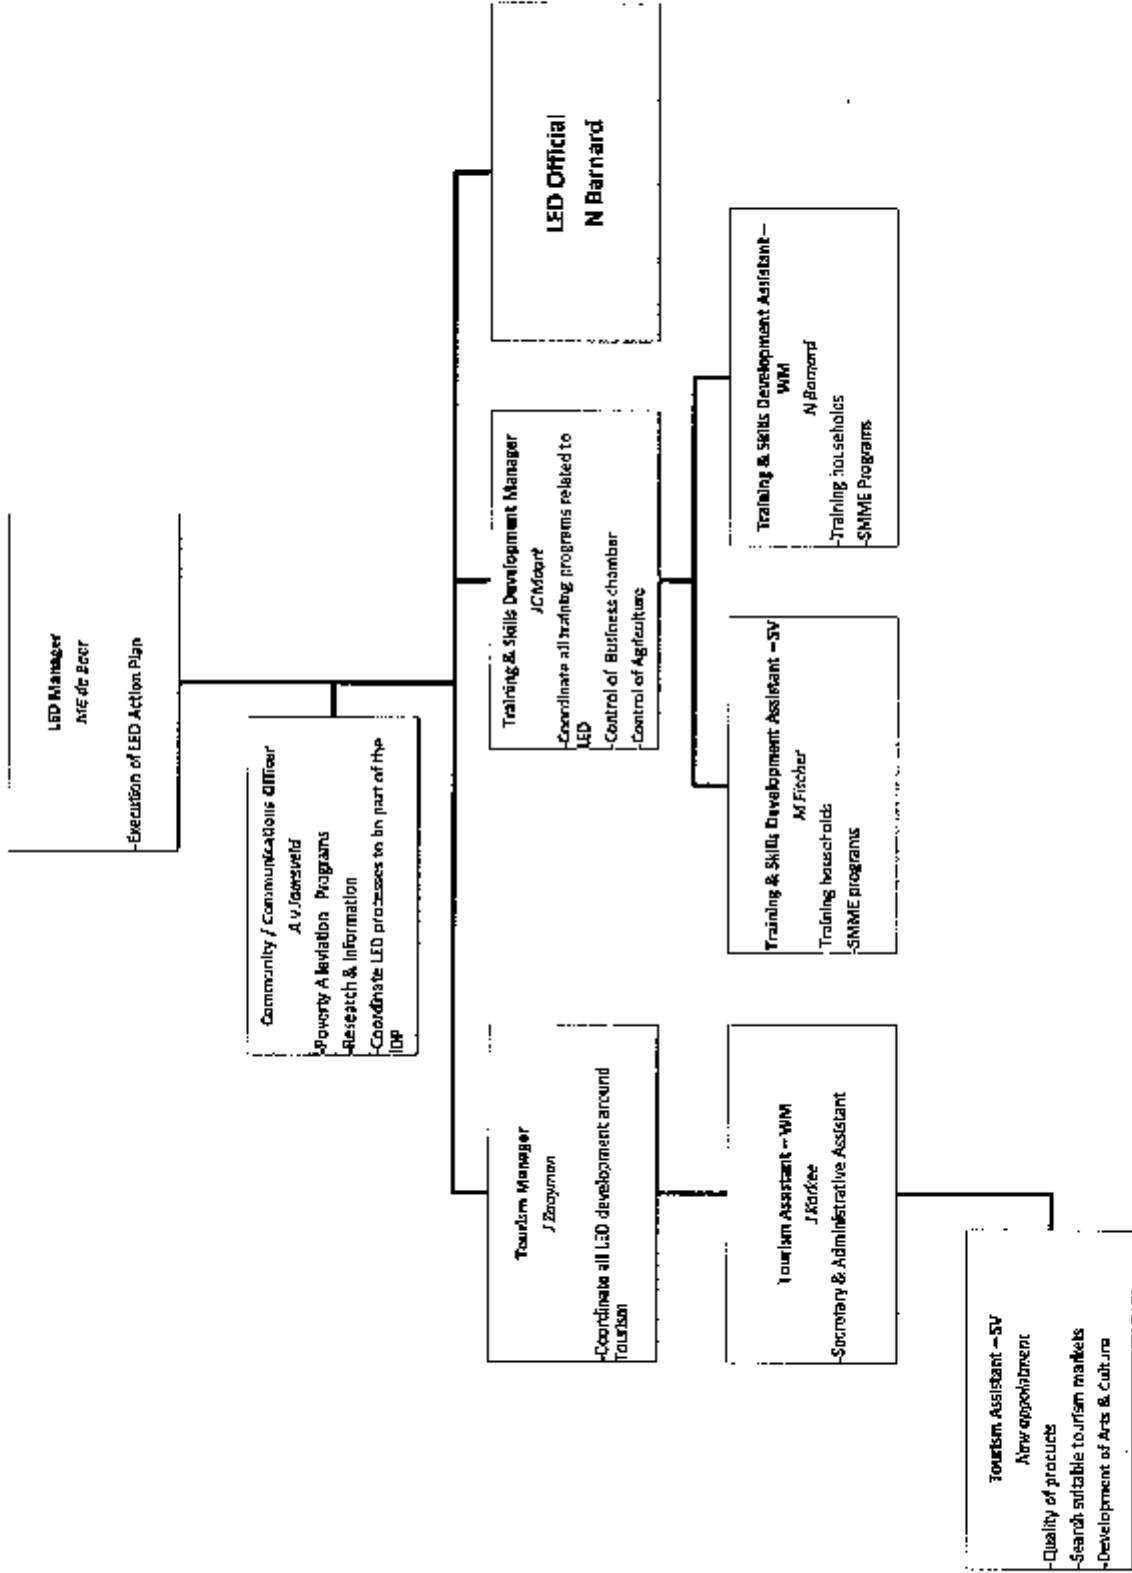 LED Manager
ME de Beer
-Execution of LED Action Plan
Community / Communications Officer
A v Jaarsveld
-Poverty Alleviation Programs
-Research & Information
-Coordinate LED processes to be part of the
IDP
Tourism Manager
-Coordinate all LED development around
Tourism
Training & Skills Development Manager
-Coordinate all training programs related to
LED
-Control of Business chamber
-Control of Agriculture
LED Official
N Barnard
Tourism Assistant – WM
-Secretary & Administrative Assistant
Training & Skills Development Assistant – SV
M Fischer
Training households
-SMME programs
Training & Skills Development Assistant –
WM
N Barnard
-Training households
-SMME Programs
Tourism Assistant – SV
New appointment
-Quality of products
-Search suitable tourism markets
-Development of Arts & Culture